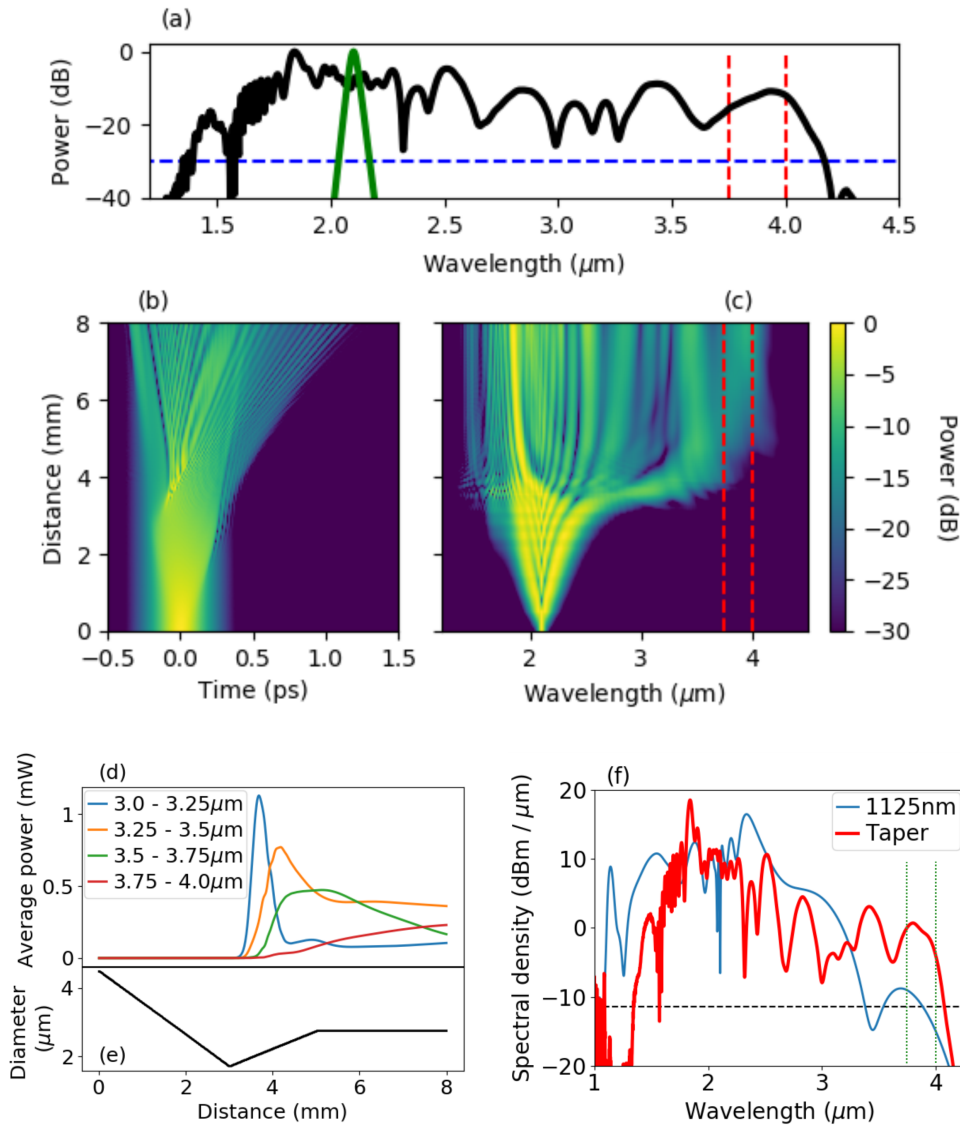 (a)
Power (dB)
0
−20
−40
1.5 2.0 2.5 3.0 3.5 4.0 4.5
Wavelength (μm)
(b)
(c)
Distance (mm)
8
6
4
2
0
−0.5 0.0 0.5 1.0 1.5
Time (ps)
2 3 4
Wavelength (μm)
0
−5
−10
−15
−20
−25
−30
Power (dB)
(d)
Average power (mW)
1
0.5
0
3.0 - 3.25μm
3.25 - 3.5μm
3.5 - 3.75μm
3.75 - 4.0μm
Diameter
(μm)
4
2
(e)
0 2 4 6 8
Distance (mm)
(f)
Spectral density (dBm / μm)
20
10
0
−10
−20
1125nm
Taper
1 2 3 4
Wavelength (μm)